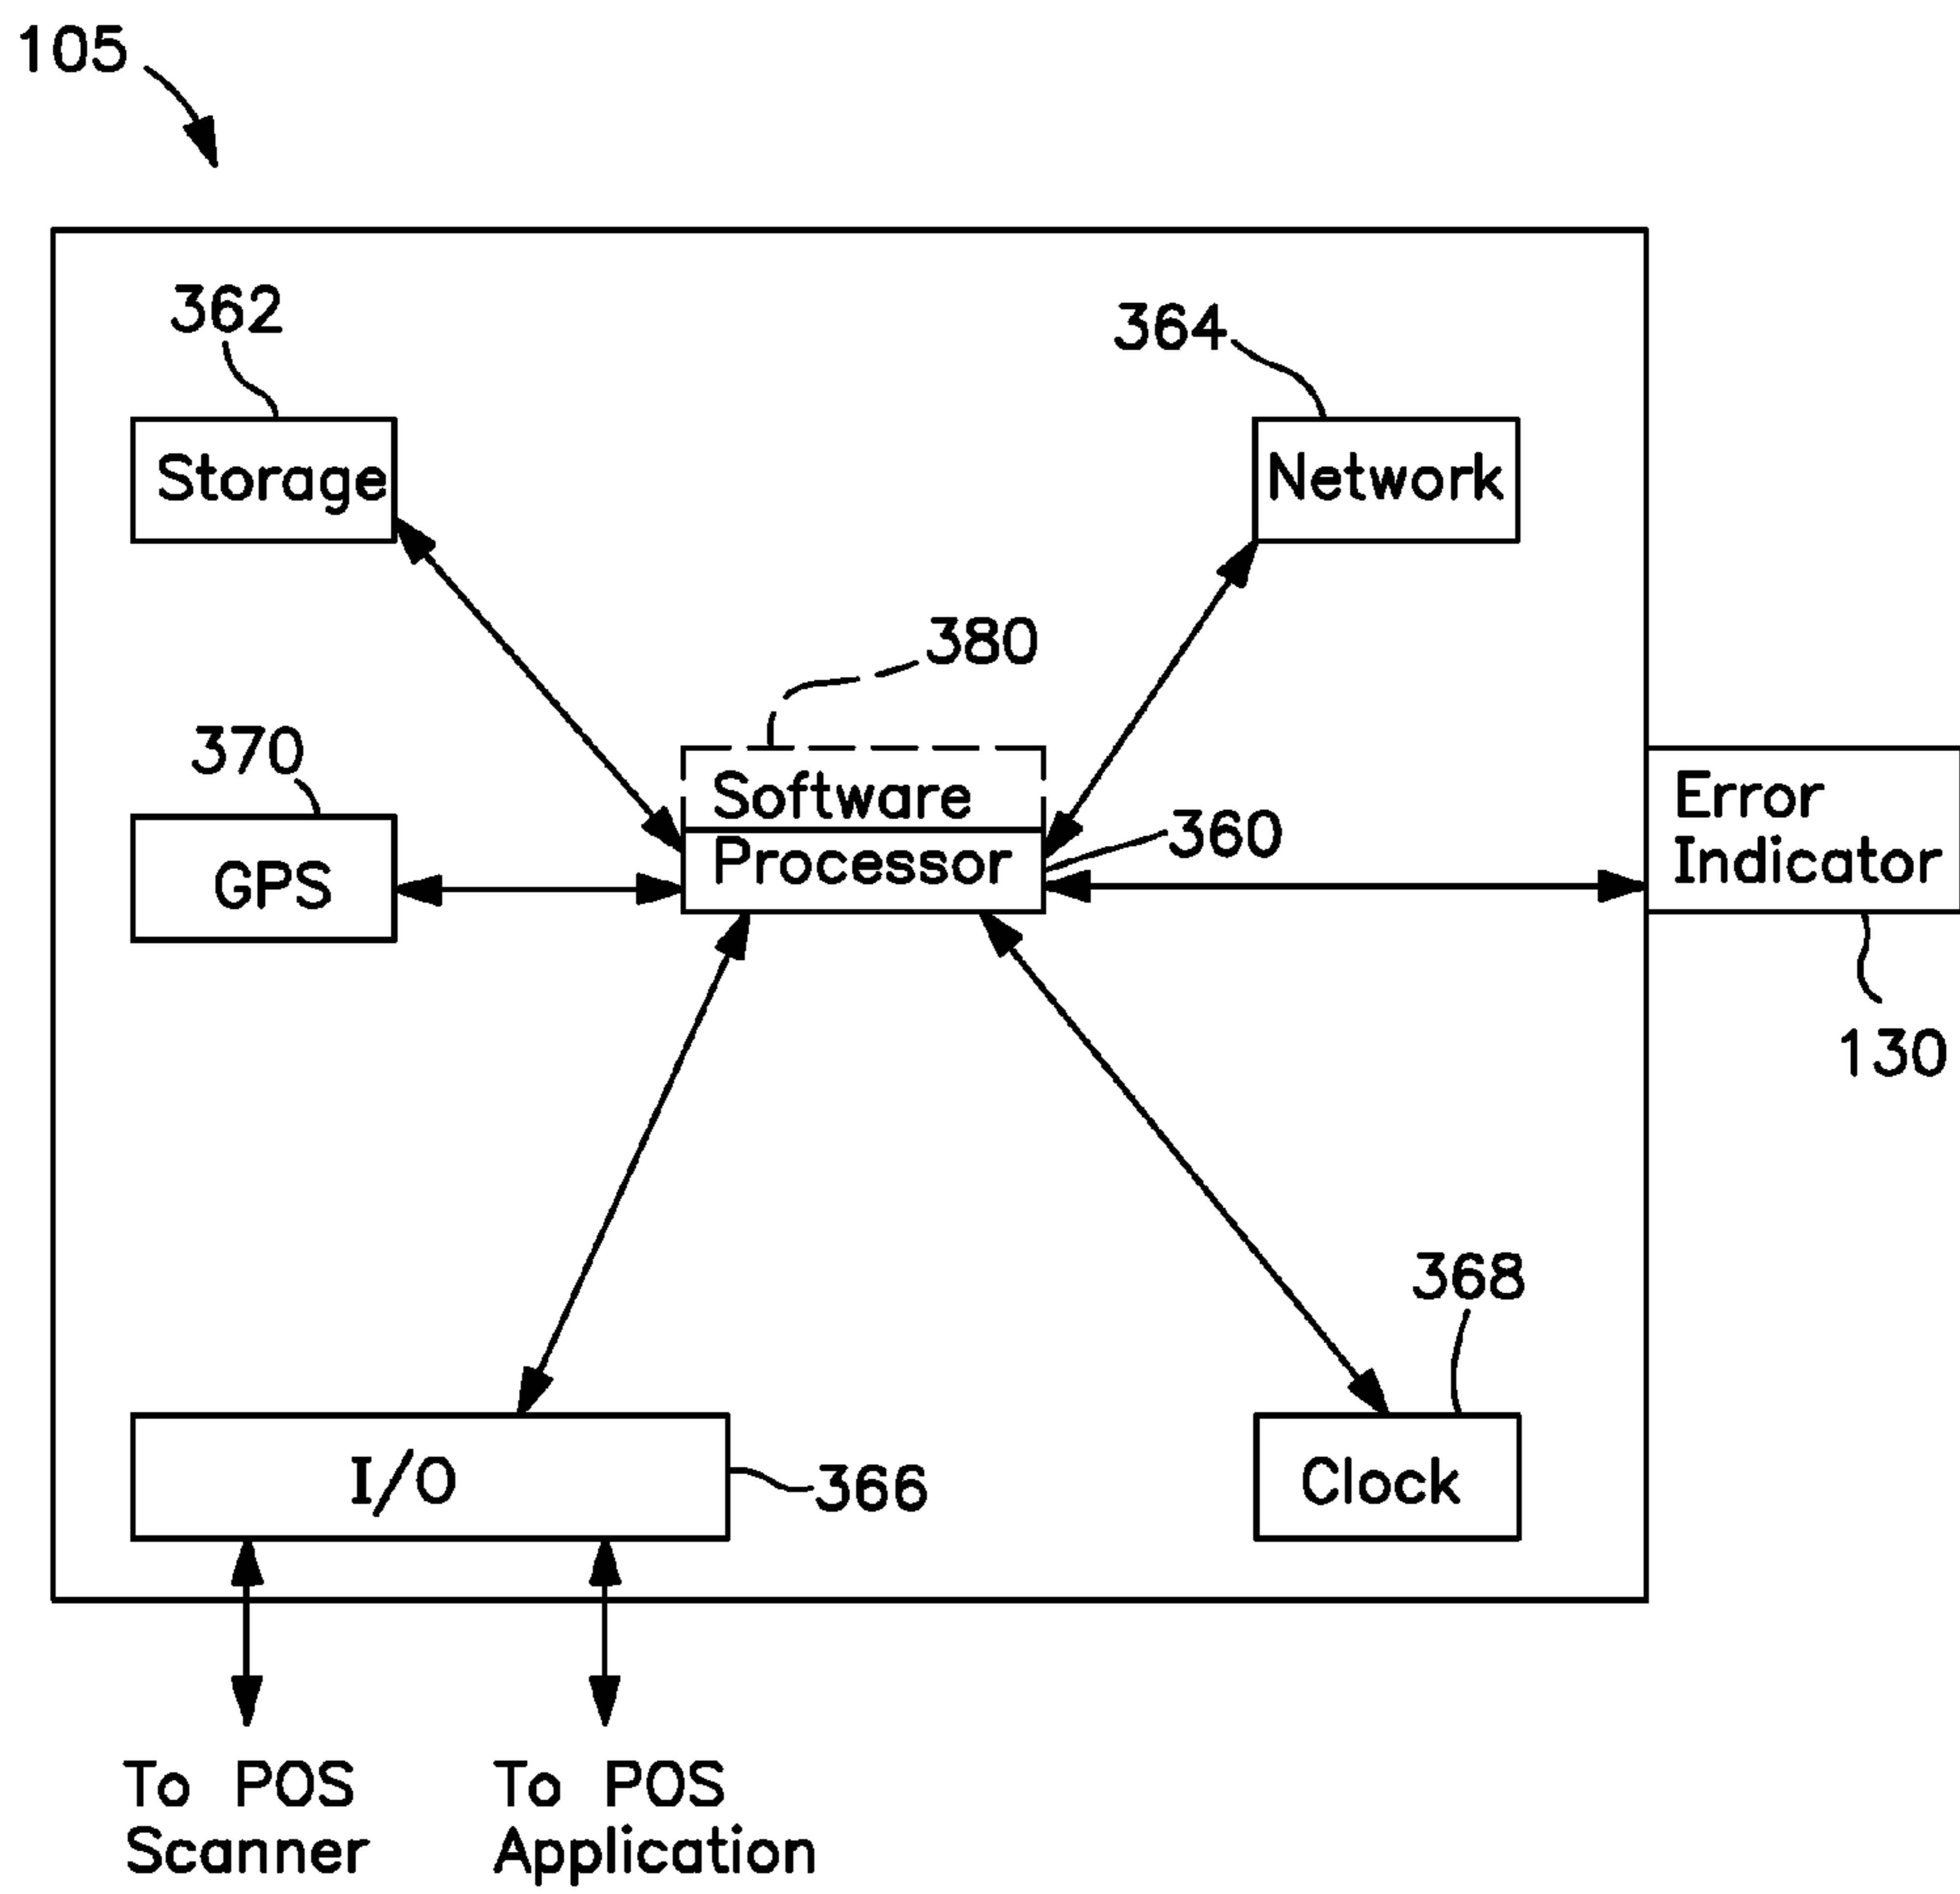 105
362
364
Storage
Network
380
370
Software
360
Processor
GPS
Error
Indicator
130
368
I/O
366
Clock
To POS
Scanner
To POS
Application